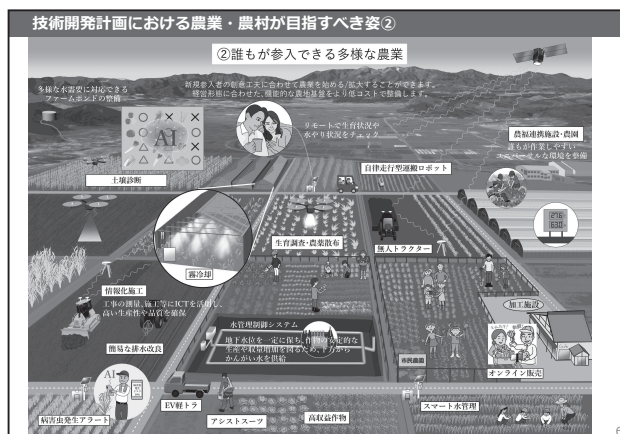 技術開発計画における農業・農村が目指すべき姿②
②誰もが参入できる多様な農業
新規参入者の創意工夫に合わせて農業を始める/拡大することができます。
経営形態に合わせた、機能的な農地基盤をより低コストで整備します。
多様な水需要に対応できる
ファームポンドの整備
AI
土壌診断
リモートで生育状況や
水やり状況をチェック
自律走行型運搬ロボット
農福連携施設・農園
誰もが作業しやすい
ユニバーサルな環境を整備
霧冷却
生育調査・農薬散布
無人トラクター
情報化施工
工事の測量、施工等にICTを活用し、
高い生産性や品質を確保
簡易な排水改良
水管理制御システム
地下水位を一定に保ち、作物の安定的な
生産や収量増加を図るため、下方から
かんがい水を供給
加工施設
市民農園
オンライン販売
AI
病害虫発生アラート
EV軽トラ
アシストスーツ
高収益作物
スマート水管理
6